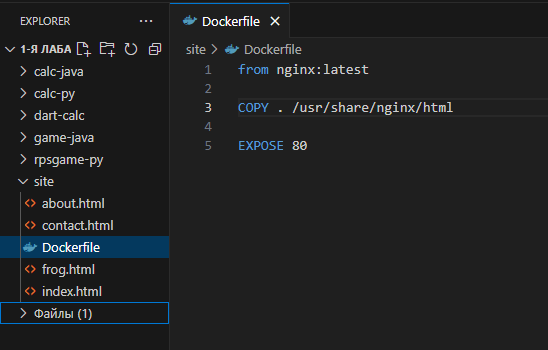 EXPLORER
1-Я ЛАБА
calc-java
calc-py
dart-calc
game-java
rpsgame-py
site
about.html
contact.html
Dockerfile
frog.html
index.html
Файлы (1)
Dockerfile
site > Dockerfile
1 from nginx:latest
2
3 COPY . /usr/share/nginx/html
4
5 EXPOSE 80